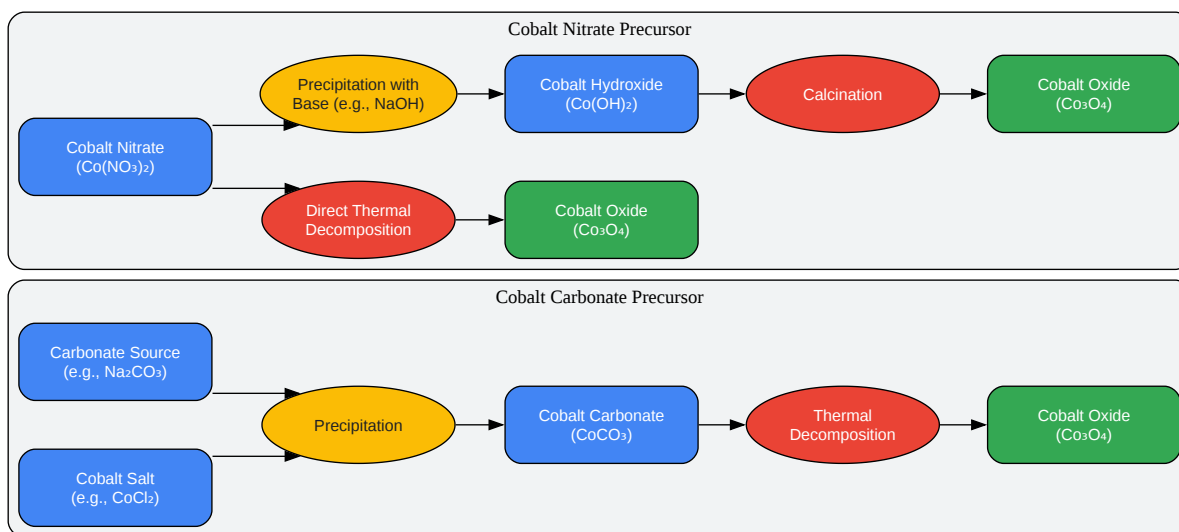 Cobalt Nitrate Precursor
Precipitation with
Base (e.g., NaOH)
Cobalt Hydroxide
(Co(OH)₂)
Calcination
Cobalt Oxide
(Co₃O₄)
Cobalt Nitrate
(Co(NO₃)₂)
Direct Thermal
Decomposition
Cobalt Oxide
(Co₃O₄)
Cobalt Carbonate Precursor
Carbonate Source
(e.g., Na₂CO₃)
Precipitation
Cobalt Carbonate
(CoCO₃)
Thermal
Decomposition
Cobalt Oxide
(Co₃O₄)
Cobalt Salt
(e.g., CoCl₂)